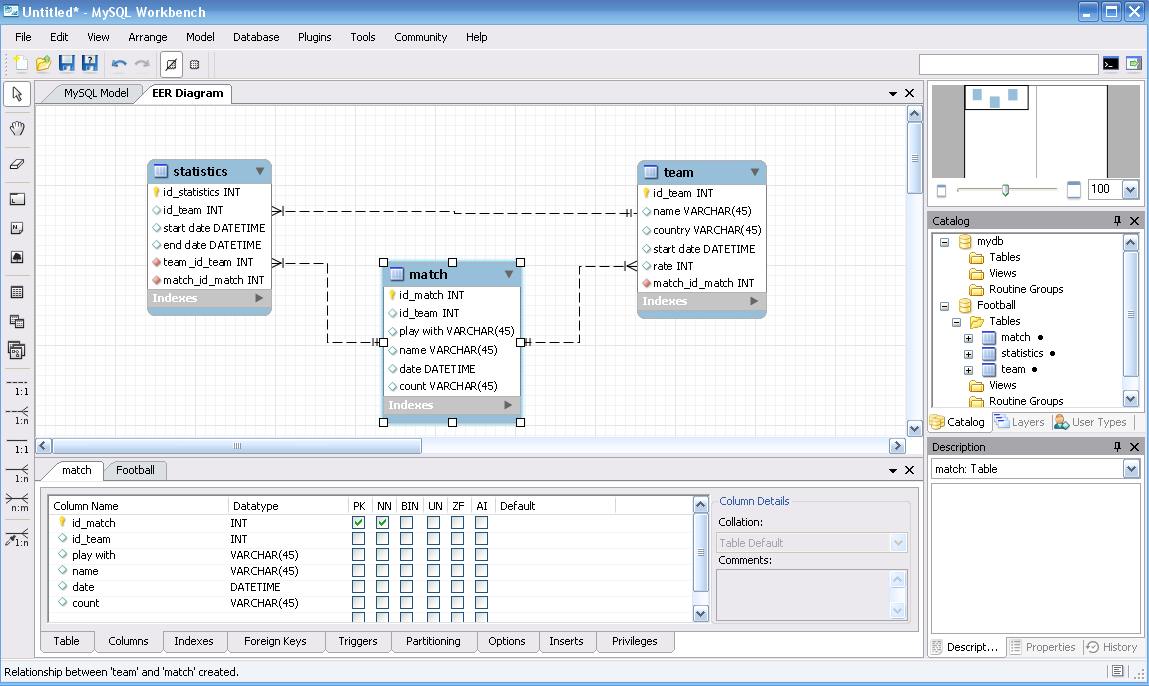 Untitled* - MySQL Workbench
File Edit View Arrange Model Database Plugins Tools Community Help
MySQL Model EER Diagram
statistics
id_statistics INT
id_team INT
start date DATETIME
end date DATETIME
team_id_team INT
match_id_match INT
Indexes
match
id_match INT
id_team INT
play with VARCHAR(45)
name VARCHAR(45)
date DATETIME
count VARCHAR(45)
Indexes
team
id_team INT
name VARCHAR(45)
country VARCHAR(45)
start date DATETIME
rate INT
match_id_match INT
Indexes
1:1
1:n
1:1
1:n
n:m
1:n
100
Catalog
mydb
Tables
Views
Routine Groups
Football
Tables
match
statistics
team
Views
Routine Groups
Catalog Layers User Types
Description
match: Table
Descript... Properties History
match Football
Column Name Datatype PK NN BIN UN ZF AI Default
id_match INT
id_team INT
play with VARCHAR(45)
name VARCHAR(45)
date DATETIME
count VARCHAR(45)
Column Details
Collation:
Table Default
Comments:
Table Columns Indexes Foreign Keys Triggers Partitioning Options Inserts Privileges
Relationship between 'team' and 'match' created.